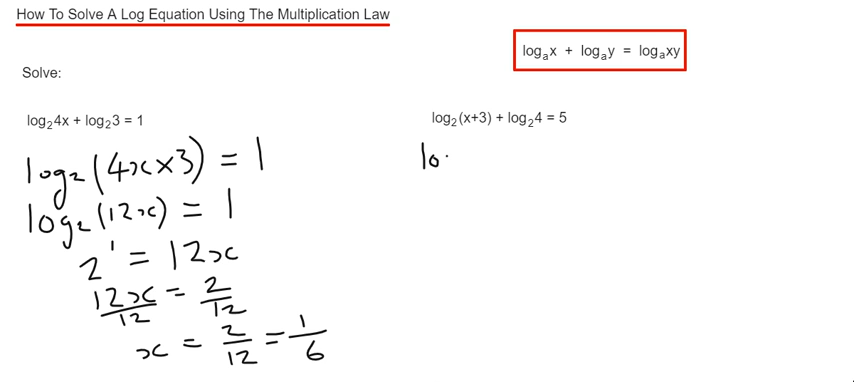 How To Solve A Log Equation Using The Multiplication Law
logₐx + logₐy = logₐxy
Solve:
log₂4x + log₂3 = 1
log₂(4x×3) = 1
log₂(12x) = 1
2¹ = 12x
12x/12 = 2/12
x = 2/12 = 1/6
log₂(x+3) + log₂4 = 5
lo